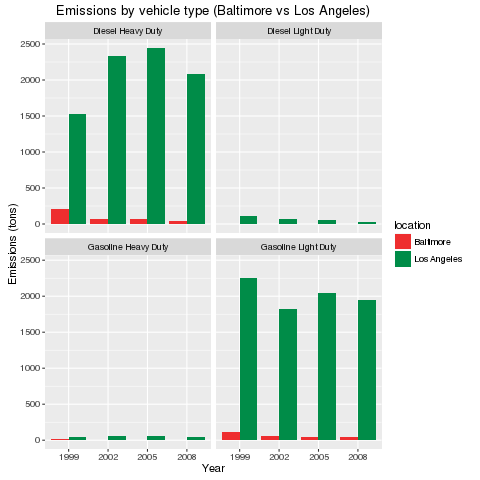 Emissions by vehicle type (Baltimore vs Los Angeles)
Diesel Heavy Duty
Diesel Light Duty
2500
2000
1500
1000
500
0
Gasoline Heavy Duty
Gasoline Light Duty
2500
2000
1500
1000
500
0
1999 2002 2005 2008
1999 2002 2005 2008
Emissions (tons)
Year
location
Baltimore
Los Angeles